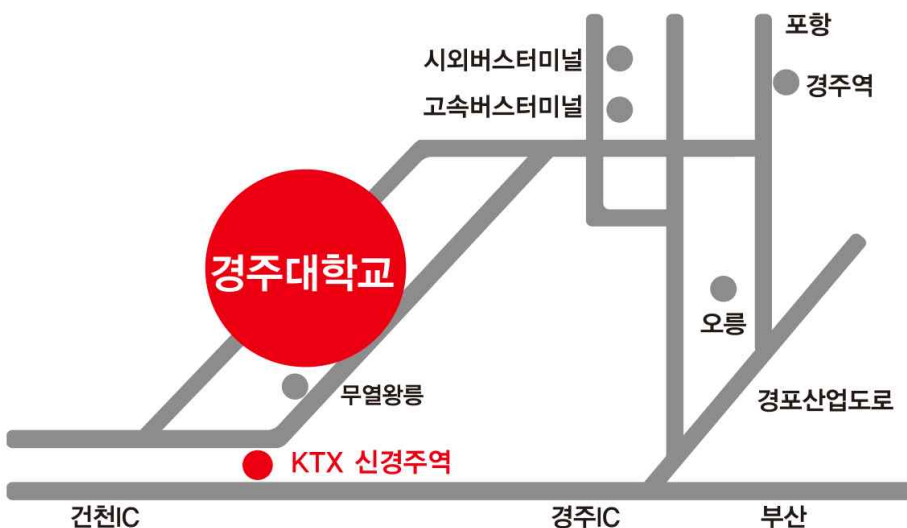 포항
시외버스터미널
경주역
고속버스터미널
경주대학교
오릉
무열왕릉
경포산업도로
KTX 신경주역
건천IC
경주IC
부산